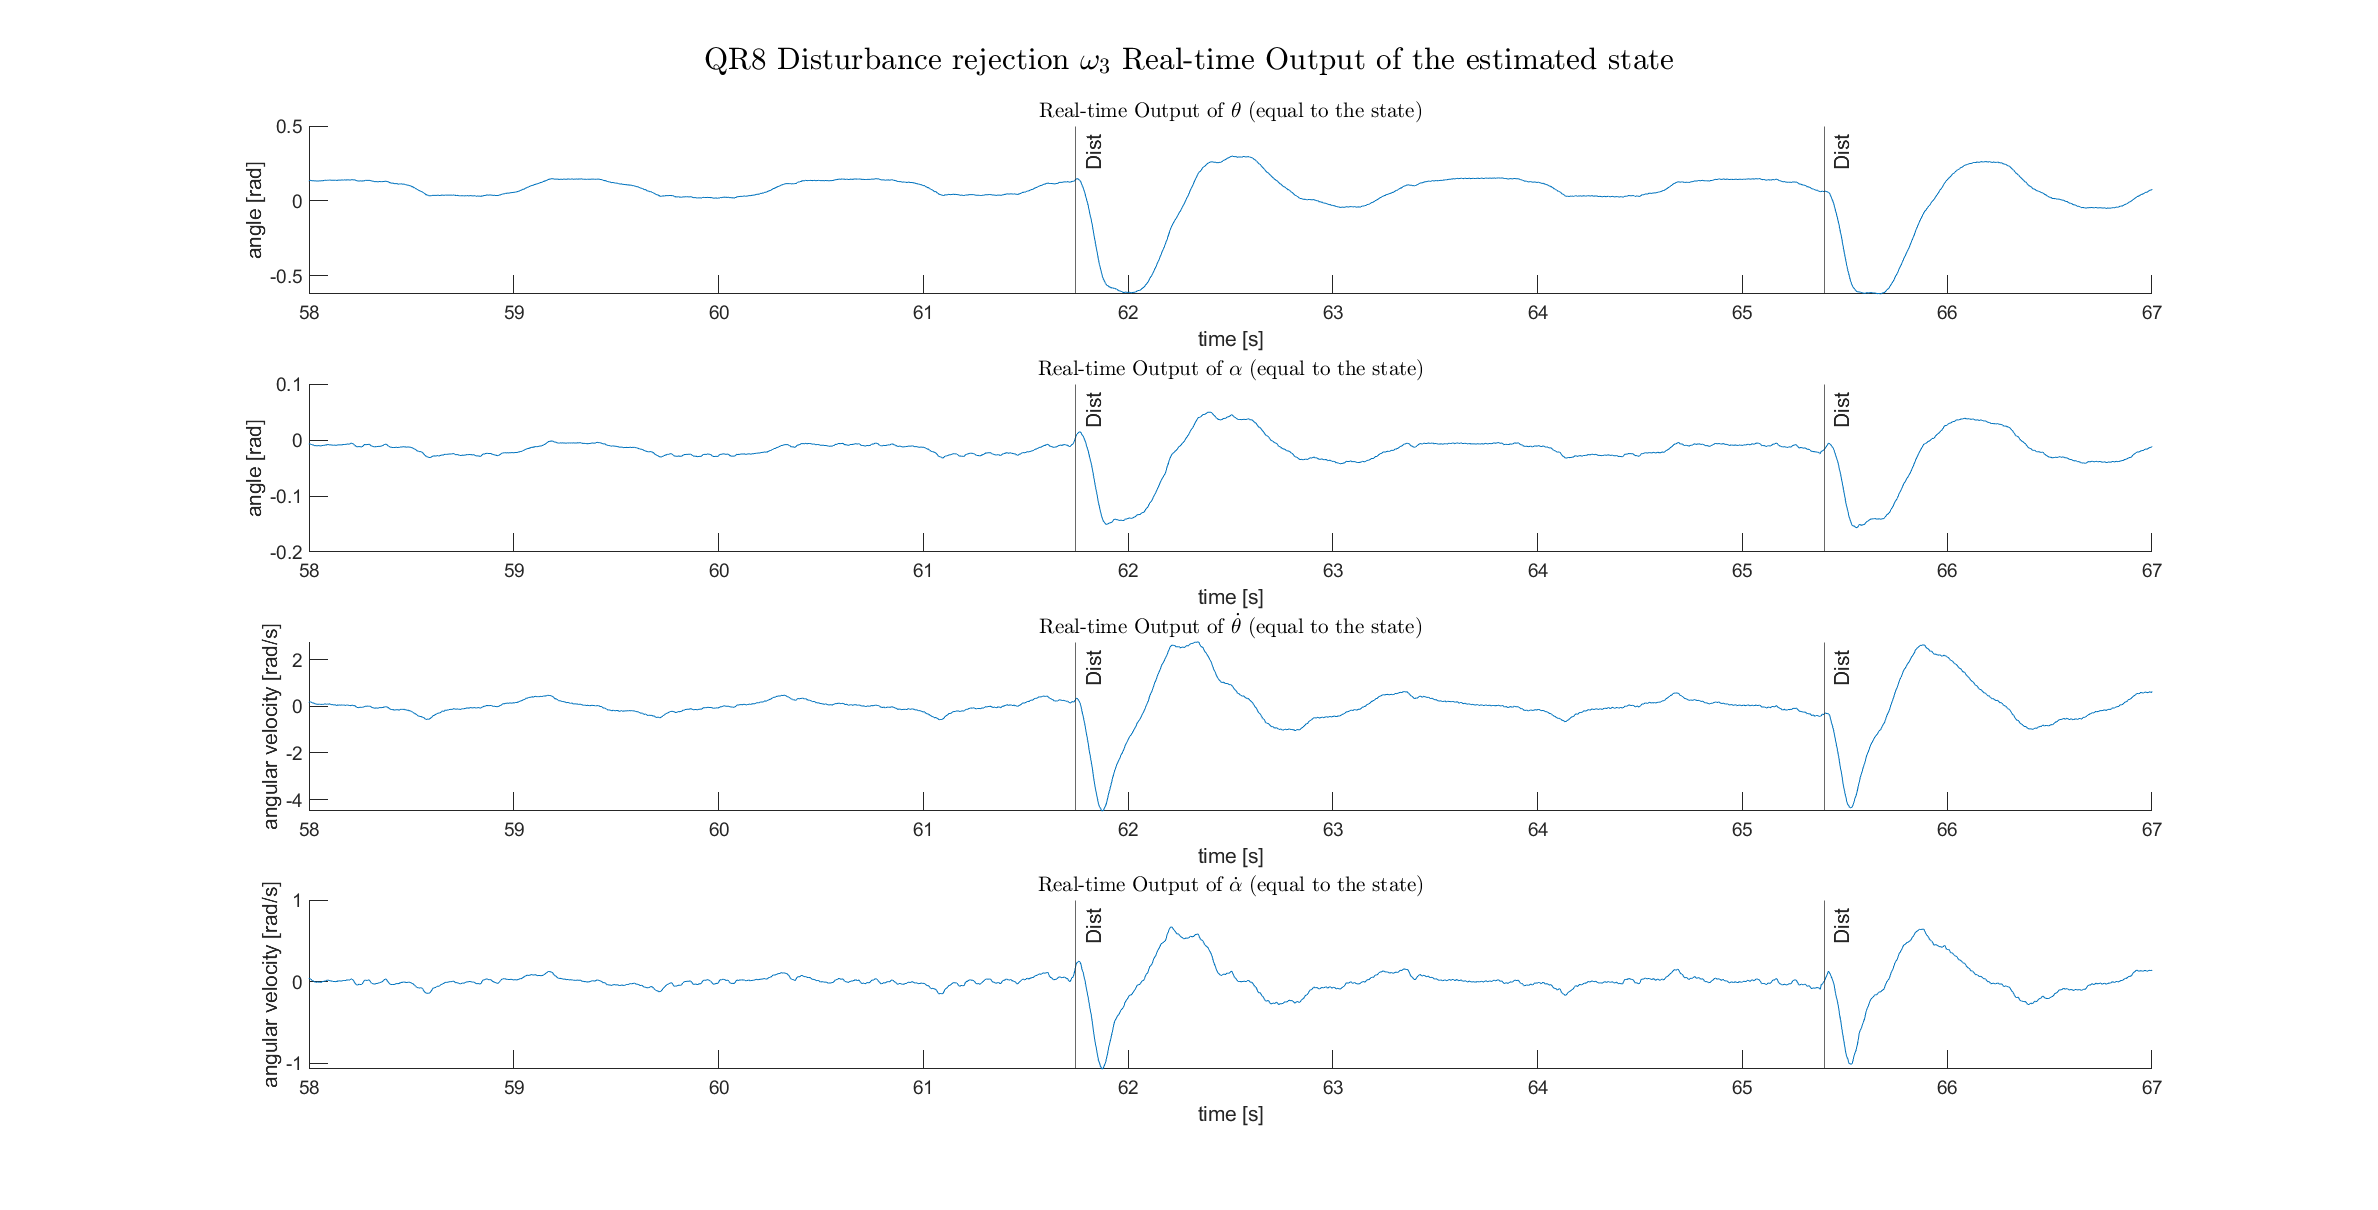 QR8 Disturbance rejection ω₃ Real-time Output of the estimated state
Real-time Output of θ (equal to the state)
0.5
0
-0.5
angle [rad]
Dist
Dist
58 59 60 61 62 63 64 65 66 67
time [s]
Real-time Output of α (equal to the state)
0.1
0
-0.1
-0.2
angle [rad]
Dist
Dist
58 59 60 61 62 63 64 65 66 67
time [s]
Real-time Output of θ̇ (equal to the state)
2
0
-2
-4
angular velocity [rad/s]
Dist
Dist
58 59 60 61 62 63 64 65 66 67
time [s]
Real-time Output of α̇ (equal to the state)
1
0
-1
angular velocity [rad/s]
Dist
Dist
58 59 60 61 62 63 64 65 66 67
time [s]